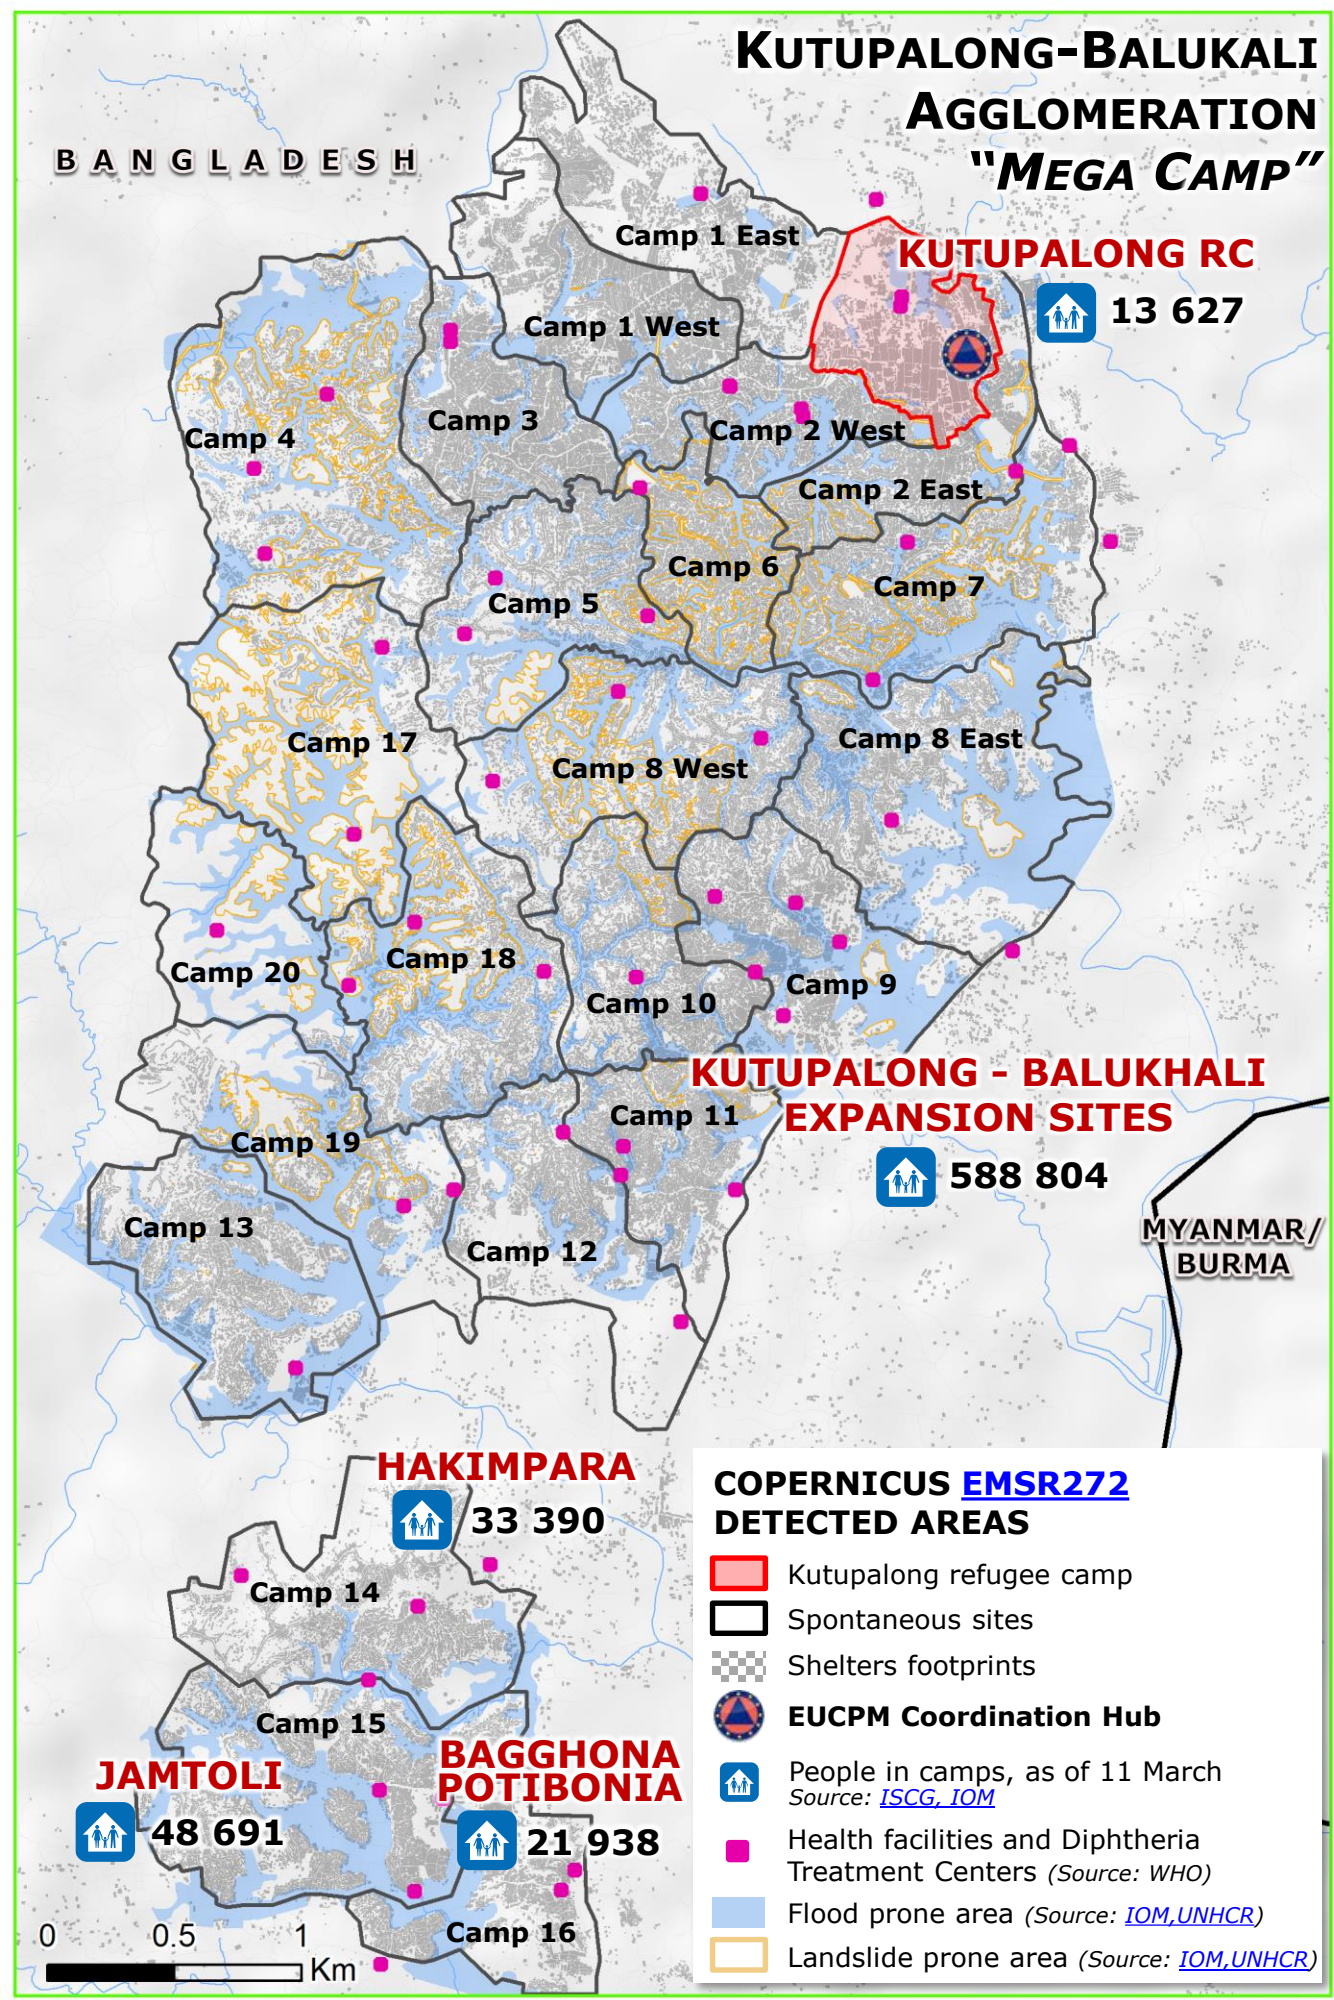 KUTUPALONG-BALUKALI
AGGLOMERATION
“MEGA CAMP”
BANGLADESH
Camp 1 East
KUTUPALONG RC
13 627
Camp 1 West
Camp 3
Camp 4
Camp 2 West
Camp 2 East
Camp 6
Camp 7
Camp 5
Camp 17
Camp 8 East
Camp 8 West
Camp 18
Camp 20
Camp 9
Camp 10
KUTUPALONG - BALUKHALI
EXPANSION SITES
588 804
Camp 11
Camp 19
Camp 13
Camp 12
MYANMAR/
BURMA
HAKIMPARA
33 390
Camp 14
Camp 15
JAMTOLI
48 691
BAGGHONA
POTIBONIA
21 938
Camp 16
0 0.5 1
Km
COPERNICUS EMSR272
DETECTED AREAS
Kutupalong refugee camp
Spontaneous sites
Shelters footprints
EUCPM Coordination Hub
People in camps, as of 11 March
Source: ISCG, IOM
Health facilities and Diphtheria
Treatment Centers (Source: WHO)
Flood prone area (Source: IOM,UNHCR)
Landslide prone area (Source: IOM,UNHCR)